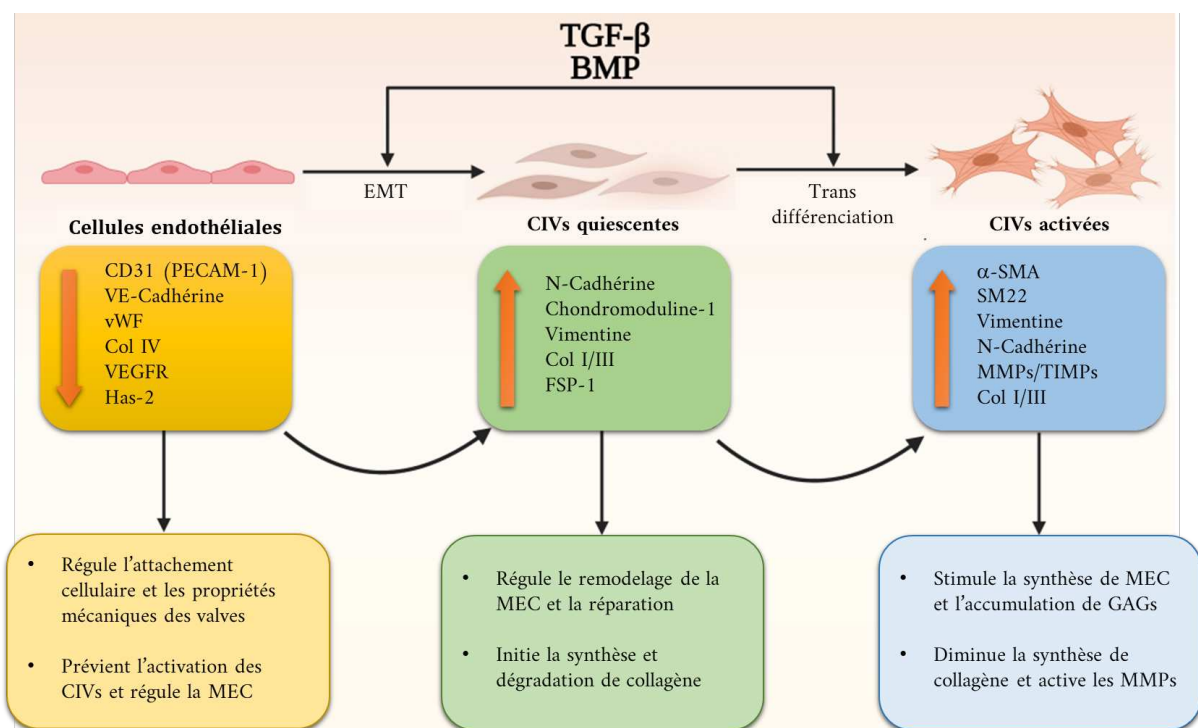 TGF-β
BMP
EMT
Trans
différenciation
Cellules endothéliales
CIVs quiescentes
CIVs activées
CD31 (PECAM-1)
VE-Cadhérine
vWF
Col IV
VEGFR
Has-2
N-Cadhérine
Chondromoduline-1
Vimentine
Col I/III
FSP-1
α-SMA
SM22
Vimentine
N-Cadhérine
MMPs/TIMPs
Col I/III
• Régule l'attachement
cellulaire et les propriétés
mécaniques des valves
• Prévient l'activation des
CIVs et régule la MEC
• Régule le remodelage de la
MEC et la réparation
• Initie la synthèse et
dégradation de collagène
• Stimule la synthèse de MEC
et l'accumulation de GAGs
• Diminue la synthèse de
collagène et active les MMPs